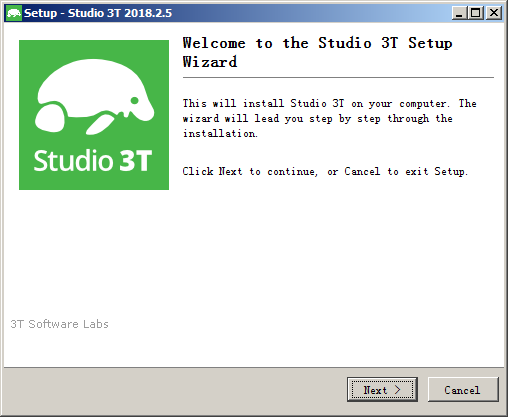 Setup - Studio 3T 2018.2.5
Welcome to the Studio 3T Setup
Wizard
Studio 3T
This will install Studio 3T on your computer. The
wizard will lead you step by step through the
installation.
Click Next to continue, or Cancel to exit Setup.
3T Software Labs
Next >
Cancel